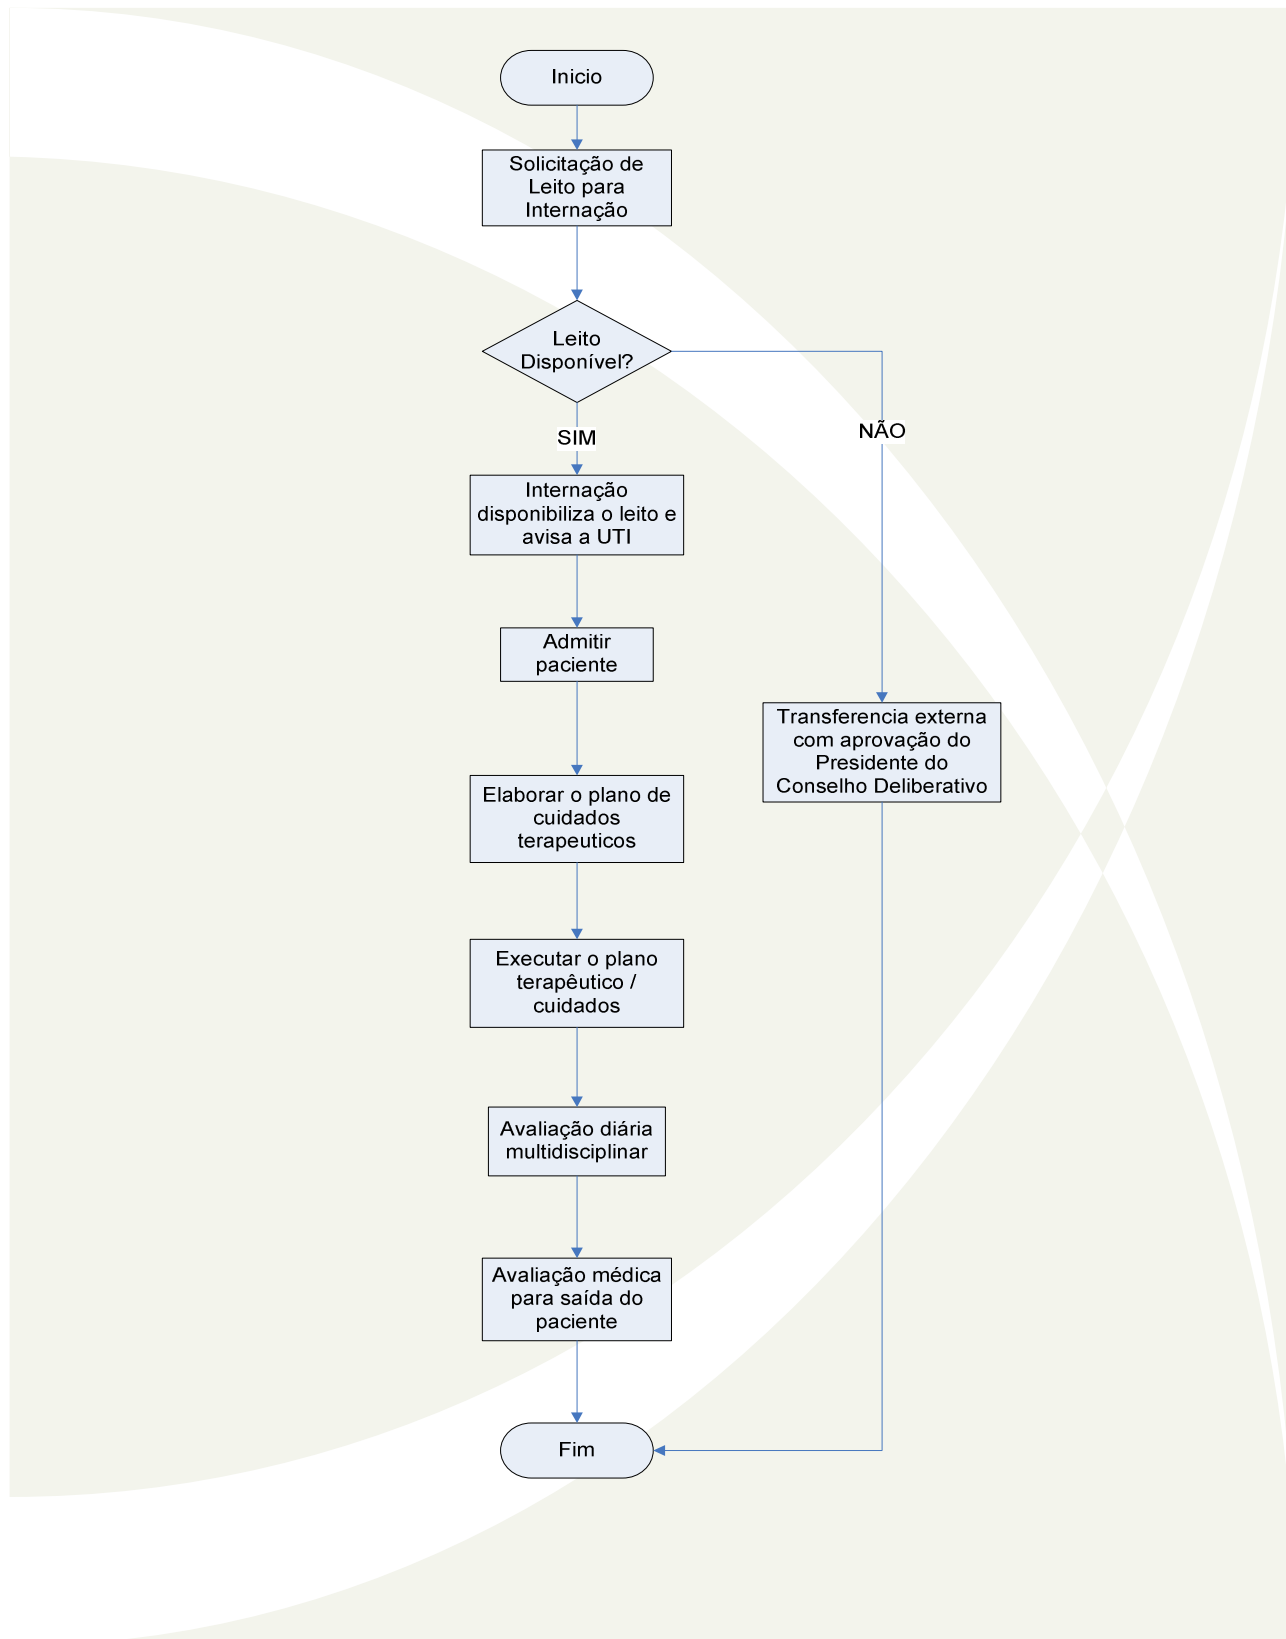 Inicio
Solicitação de
Leito para
Internação
Leito
Disponível?
SIM
NÃO
Internação
disponibiliza o leito e
avisa a UTI
Admitir
paciente
Transferencia externa
com aprovação do
Presidente do
Conselho Deliberativo
Elaborar o plano de
cuidados
terapeuticos
Executar o plano
terapêutico /
cuidados
Avaliação diária
multidisciplinar
Avaliação médica
para saída do
paciente
Fim